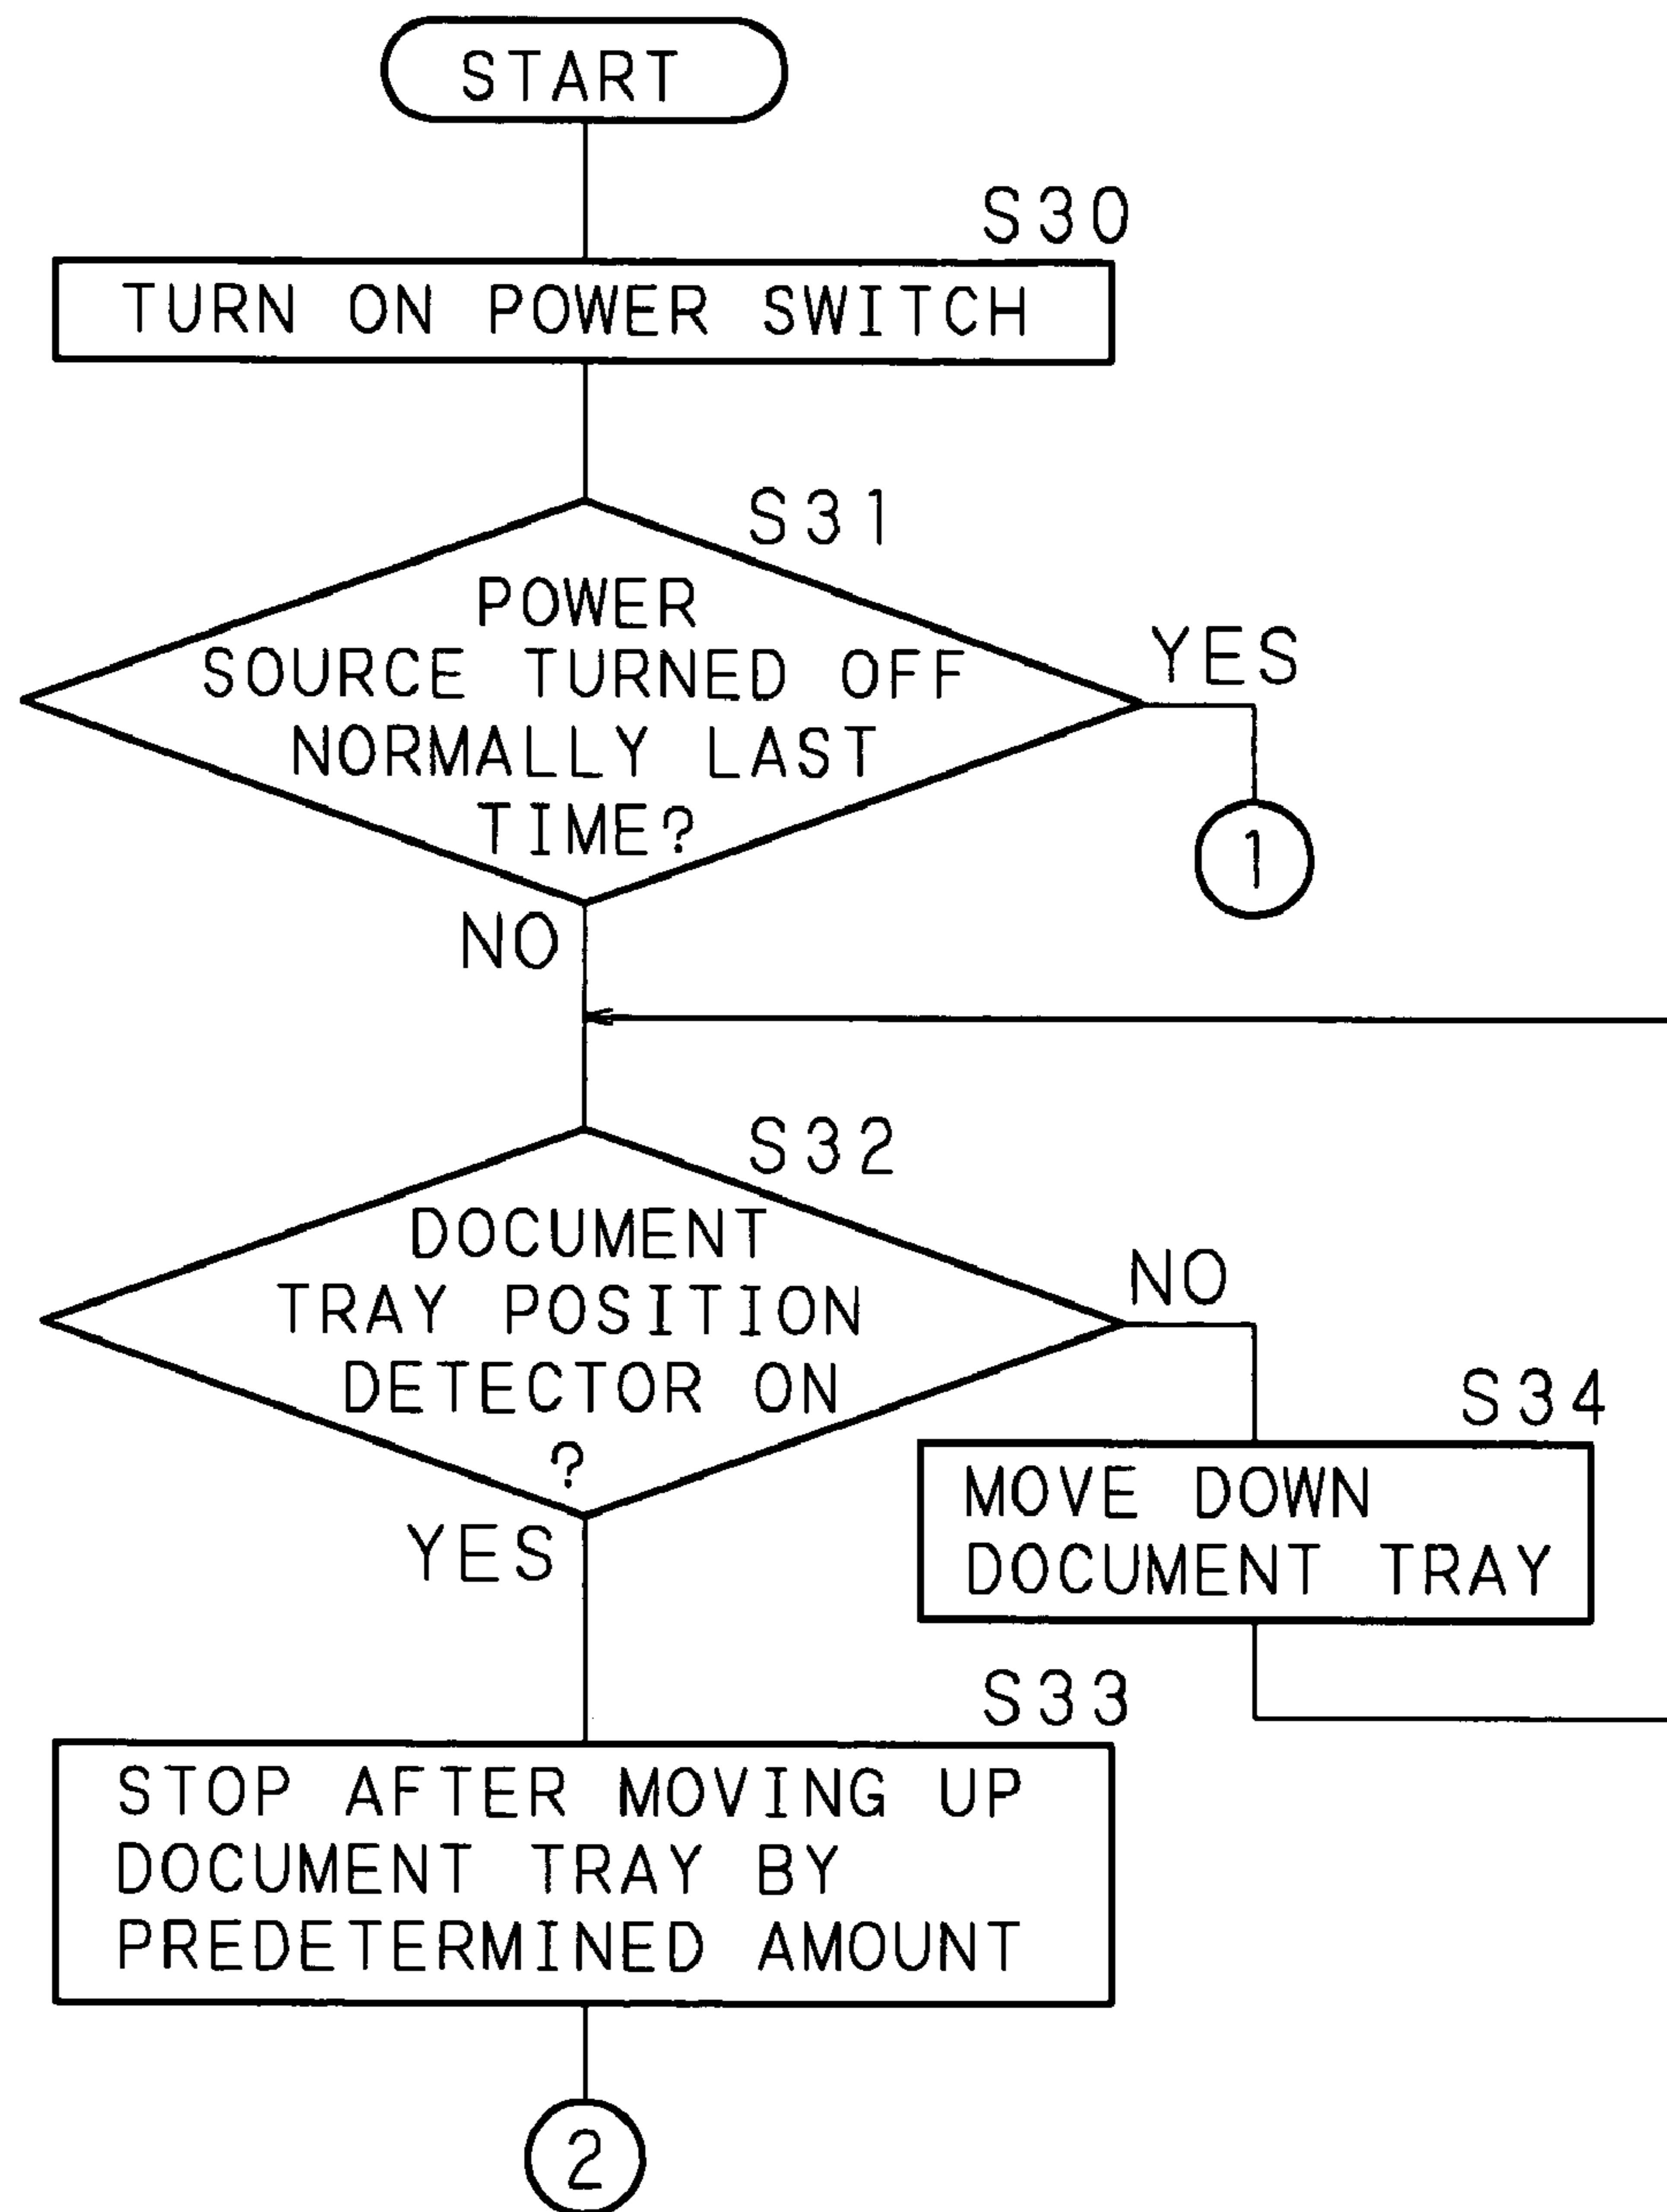 START
S30
TURN ON POWER SWITCH
S31
POWER
SOURCE TURNED OFF
NORMALLY LAST
TIME?
YES
1
NO
S32
DOCUMENT
TRAY POSITION
DETECTOR ON
?
NO
S34
MOVE DOWN
DOCUMENT TRAY
YES
S33
STOP AFTER MOVING UP
DOCUMENT TRAY BY
PREDETERMINED AMOUNT
2